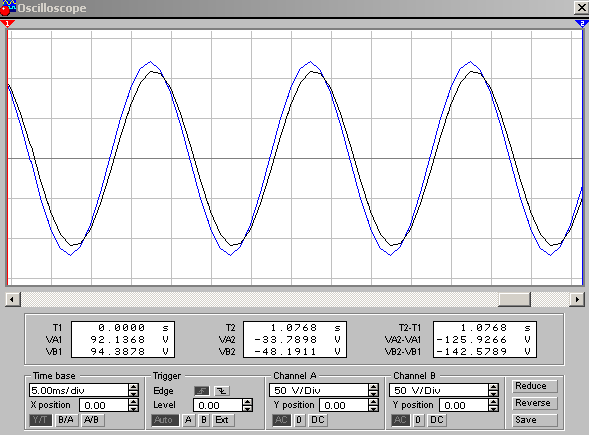 Oscilloscope
1 2
T1 0.0000 s T2 1.0768 s T2-T1 1.0768 s
VA1 92.1368 V VA2 -33.7898 V VA2-VA1 -125.9266 V
VB1 94.3878 V VB2 -48.1911 V VB2-VB1 -142.5789 V
Time base Trigger Channel A Channel B Reduce
5.00ms/div Edge 50 V/Div 50 V/Div Reverse
X position 0.00 Level 0.00 Y position 0.00 Y position 0.00
Y/T B/A A/B Auto A B Ext AC 0 DC AC 0 DC Save